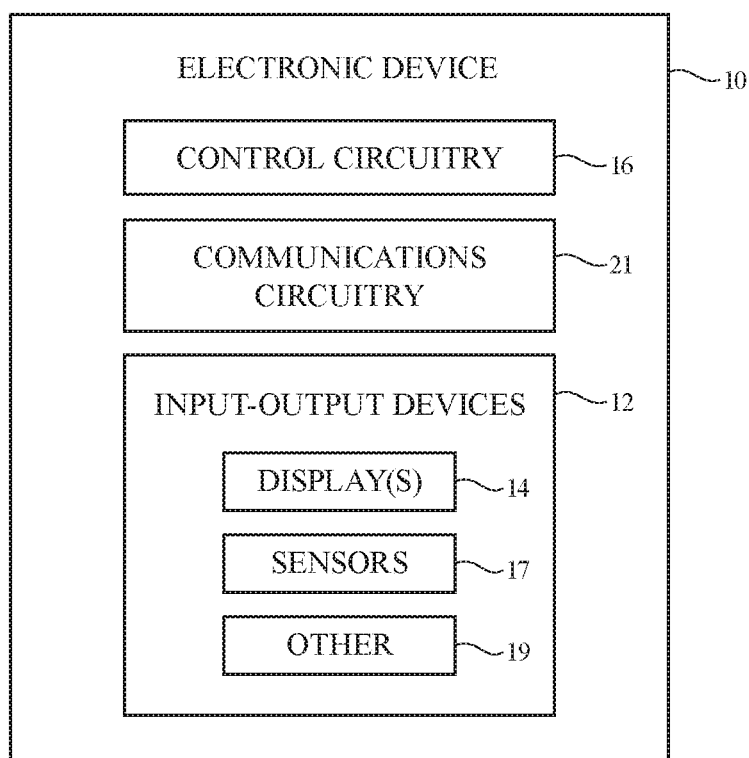 ELECTRONIC DEVICE
10
CONTROL CIRCUITRY
16
COMMUNICATIONS
CIRCUITRY
21
INPUT-OUTPUT DEVICES
12
DISPLAY(S)
14
SENSORS
17
OTHER
19